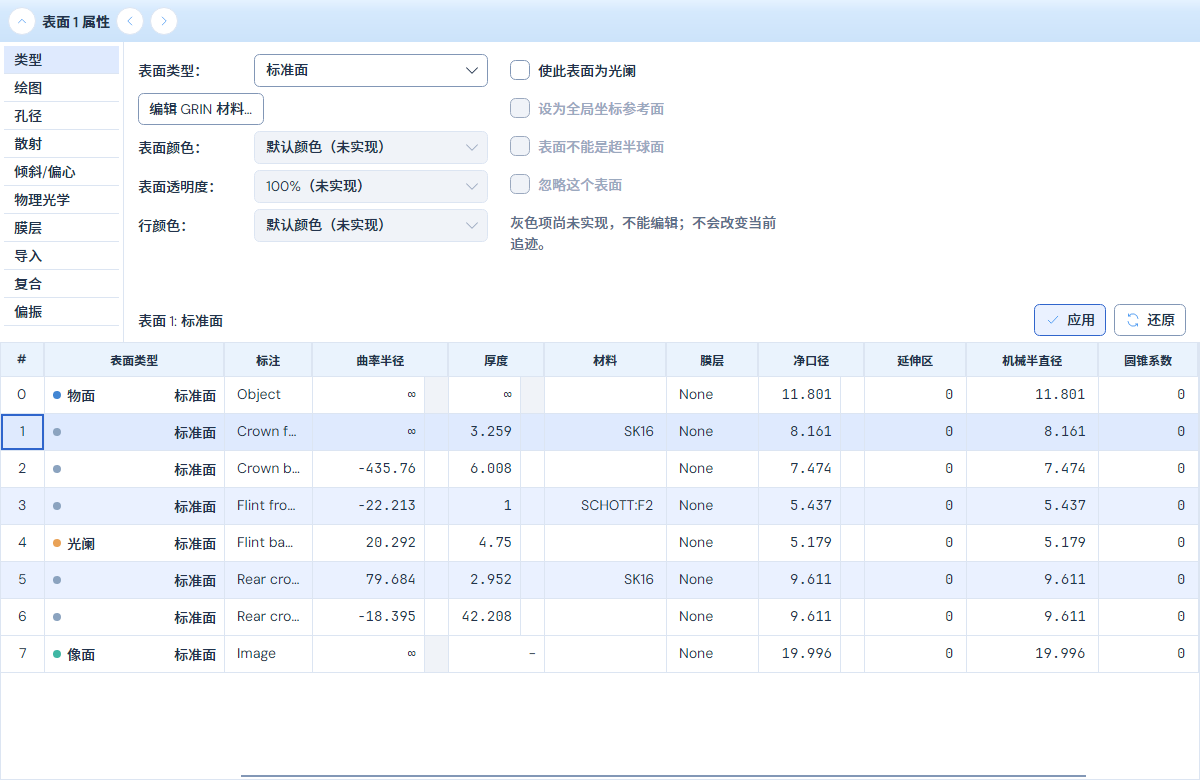 表面 1 属性
类型
绘图
孔径
散射
倾斜/偏心
物理光学
膜层
导入
复合
偏振
表面类型： 标准面 使此表面为光阑
编辑 GRIN 材料... 设为全局坐标参考面
表面颜色： 默认颜色（未实现） 表面不能是超半球面
表面透明度： 100%（未实现） 忽略这个表面
行颜色： 默认颜色（未实现） 灰色项尚未实现，不能编辑；不会改变当前
追迹。
表面 1: 标准面 应用 还原
# 表面类型 标注 曲率半径 厚度 材料 膜层 净口径 延伸区 机械半直径 圆锥系数
0 物面 标准面 Object ∞ ∞ None 11.801 0 11.801 0
1 标准面 Crown f... ∞ 3.259 SK16 None 8.161 0 8.161 0
2 标准面 Crown b... -435.76 6.008 None 7.474 0 7.474 0
3 标准面 Flint fro... -22.213 1 SCHOTT:F2 None 5.437 0 5.437 0
4 光阑 标准面 Flint ba... 20.292 4.75 None 5.179 0 5.179 0
5 标准面 Rear cro... 79.684 2.952 SK16 None 9.611 0 9.611 0
6 标准面 Rear cro... -18.395 42.208 None 9.611 0 9.611 0
7 像面 标准面 Image ∞ - None 19.996 0 19.996 0